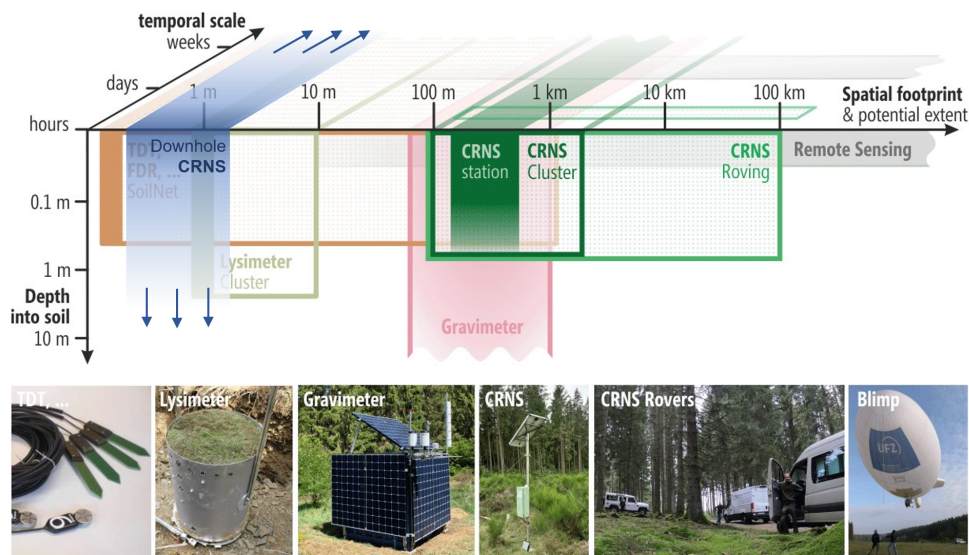 temporal scale
weeks
days
hours
1 m
10 m
100 m
1 km
10 km
100 km
Spatial footprint
& potential extent
TDT,
FDR, ...
SoilNet
Downhole
CRNS
CRNS
station
CRNS
Cluster
CRNS
Roving
Remote Sensing
0.1 m
1 m
10 m
Depth
into soil
Lysimeter
Cluster
Gravimeter
TDT, ...
Lysimeter
Gravimeter
CRNS
CRNS Rovers
Blimp
UFZ